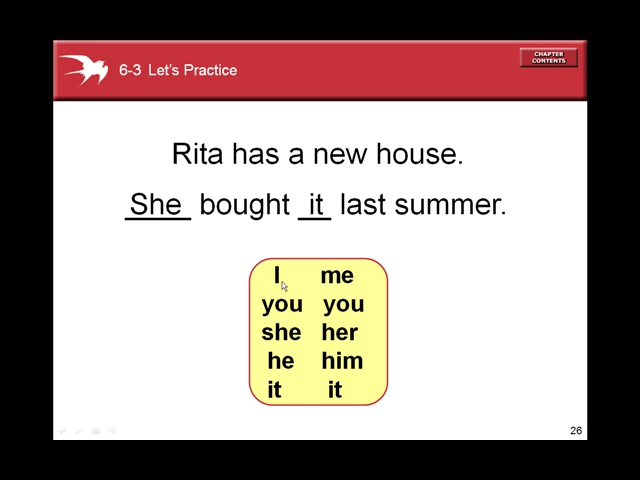 6-3 Let's Practice
CHAPTER
CONTENTS
Rita has a new house.
She bought it last summer.
I me
you you
she her
he him
it it
26